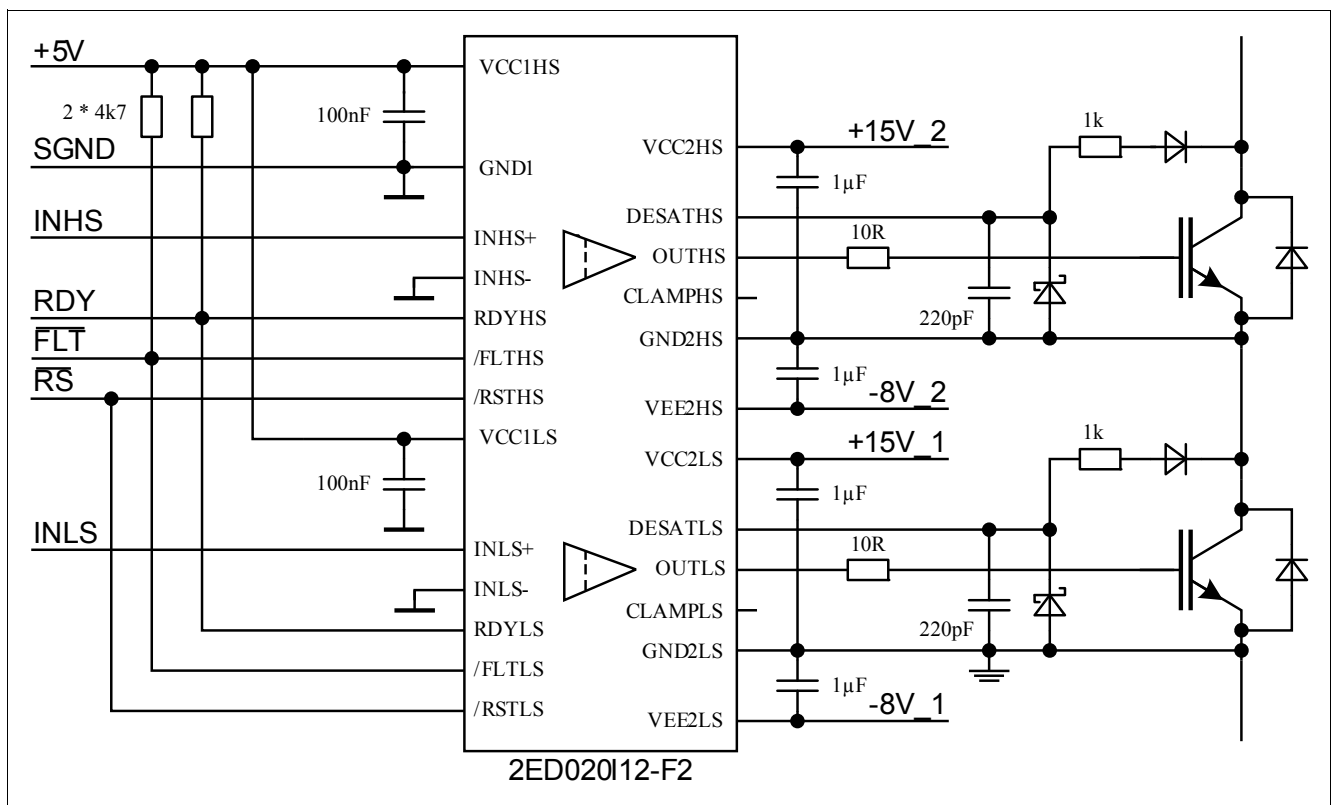 +5V
2 * 4k7
SGND
INHS
RDY
FLT
RS
INLS
100nF
100nF
VCC1HS
GND1
INHS+
INHS-
RDYHS
/FLTHS
/RSTHS
VCC1LS
INLS+
INLS-
RDYLS
/FLTLS
/RSTLS
VCC2HS
DESATHS
OUTHS
CLAMPHS
GND2HS
VEE2HS
VCC2LS
DESATLS
OUTLS
CLAMPLS
GND2LS
VEE2LS
+15V_2
1µF
10R
1k
220pF
1µF
-8V_2
+15V_1
1µF
10R
1k
220pF
1µF
-8V_1
2ED020I12-F2